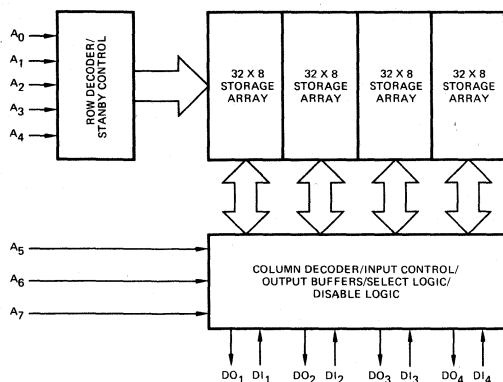 A0
A1
A2
A3
A4
ROW DECODER/
STANBY CONTROL
32 X 8
STORAGE
ARRAY
32 X 8
STORAGE
ARRAY
32 X 8
STORAGE
ARRAY
32 X 8
STORAGE
ARRAY
A5
A6
A7
COLUMN DECODER/INPUT CONTROL/
OUTPUT BUFFERS/SELECT LOGIC/
DISABLE LOGIC
DO1 DI1 DO2 DI2 DO3 DI3 DO4 DI4